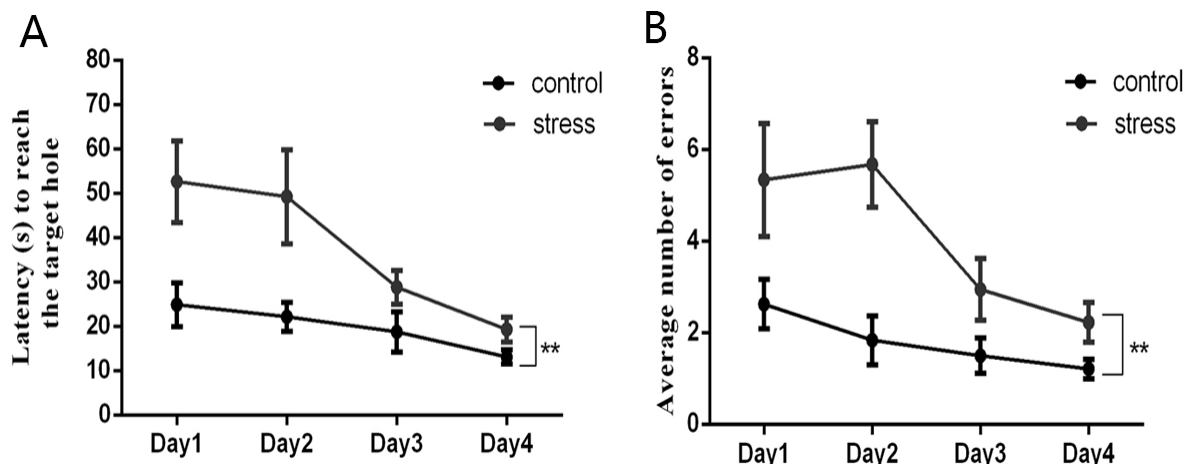 A
Latency (s) to reach
the target hole
80
70
60
50
40
30
20
10
0
control
stress
**
Day1 Day2 Day3 Day4
B
Average number of errors
8
6
4
2
0
control
stress
**
Day1 Day2 Day3 Day4